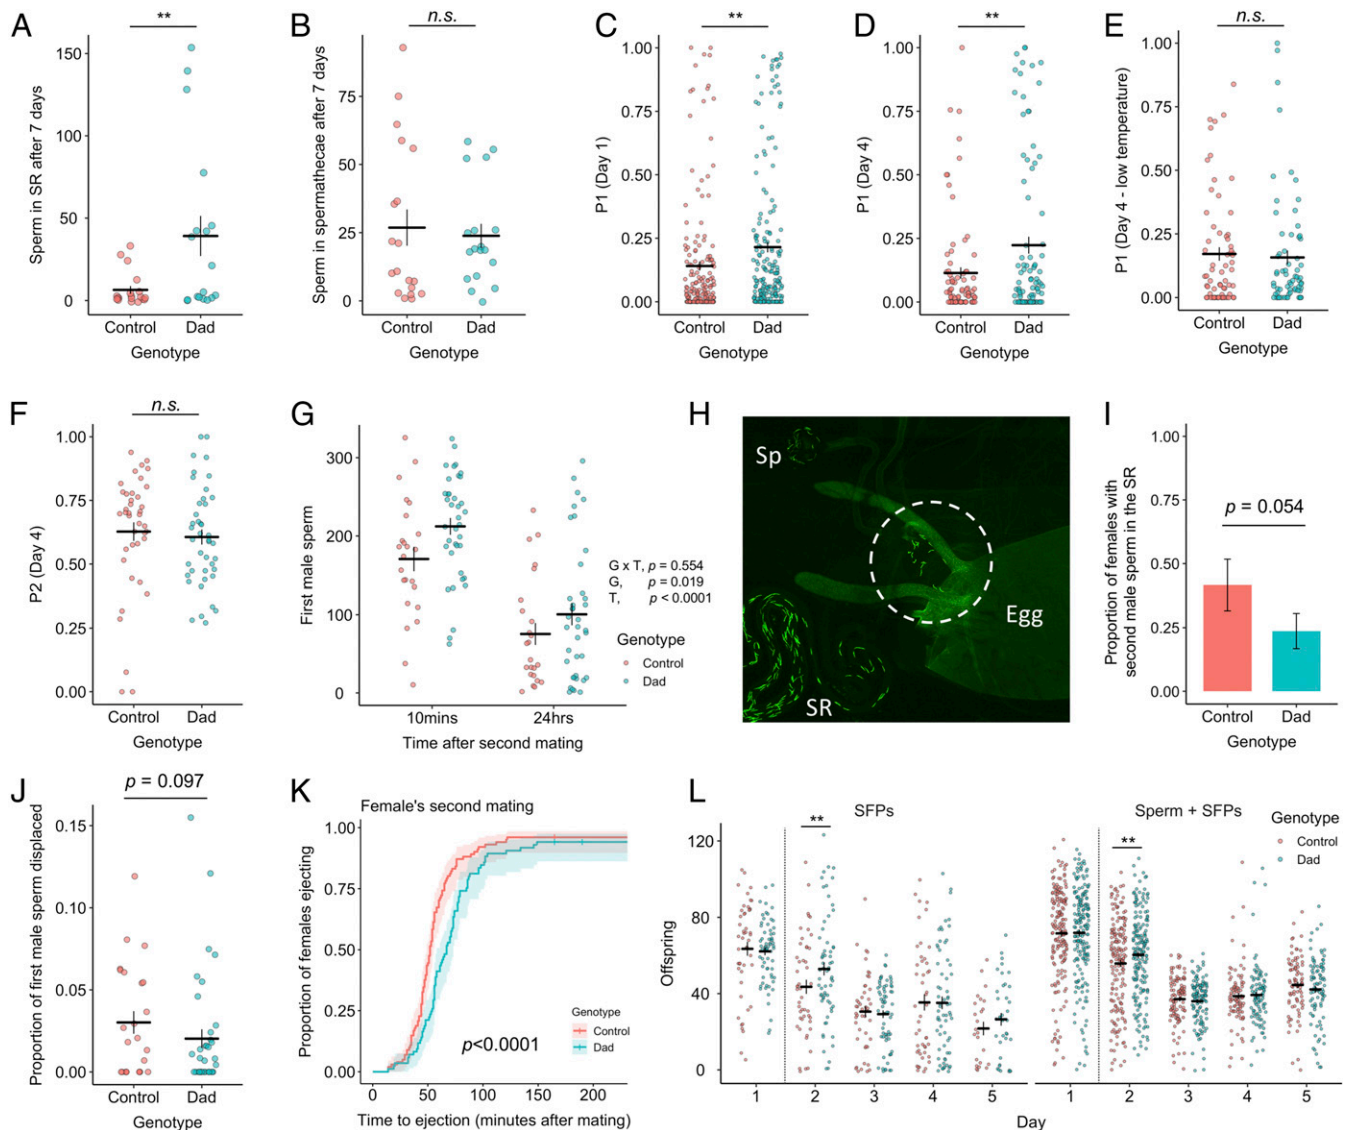 A
**
Sperm in SR after 7 days
150
100
50
0
Control Dad
Genotype
B
n.s.
Sperm in spermathecae after 7 days
75
50
25
0
Control Dad
Genotype
C
**
P1 (Day 1)
1.00
0.75
0.50
0.25
0.00
Control Dad
Genotype
D
**
P1 (Day 4)
1.00
0.75
0.50
0.25
0.00
Control Dad
Genotype
E
n.s.
P1 (Day 4 - low temperature)
1.00
0.75
0.50
0.25
0.00
Control Dad
Genotype
F
n.s.
P2 (Day 4)
1.00
0.75
0.50
0.25
0.00
Control Dad
Genotype
G
First male sperm
300
200
100
0
G x T, p = 0.554
G, p = 0.019
T, p < 0.0001
Genotype
Control
Dad
10mins 24hrs
Time after second mating
H
Sp
Egg
SR
I
Proportion of females with
second male sperm in the SR
1.00
0.75
0.50
0.25
0.00
p = 0.054
Control Dad
Genotype
J
p = 0.097
Proportion of first male sperm displaced
0.15
0.10
0.05
0.00
Control Dad
Genotype
K
Female's second mating
Proportion of females ejecting
1.00
0.75
0.50
0.25
0.00
p<0.0001
Genotype
Control
Dad
0 50 100 150 200
Time to ejection (minutes after mating)
L
SFPs
Sperm + SFPs
Genotype
Control
Dad
**
**
Offspring
120
80
40
0
1 2 3 4 5
1 2 3 4 5
Day